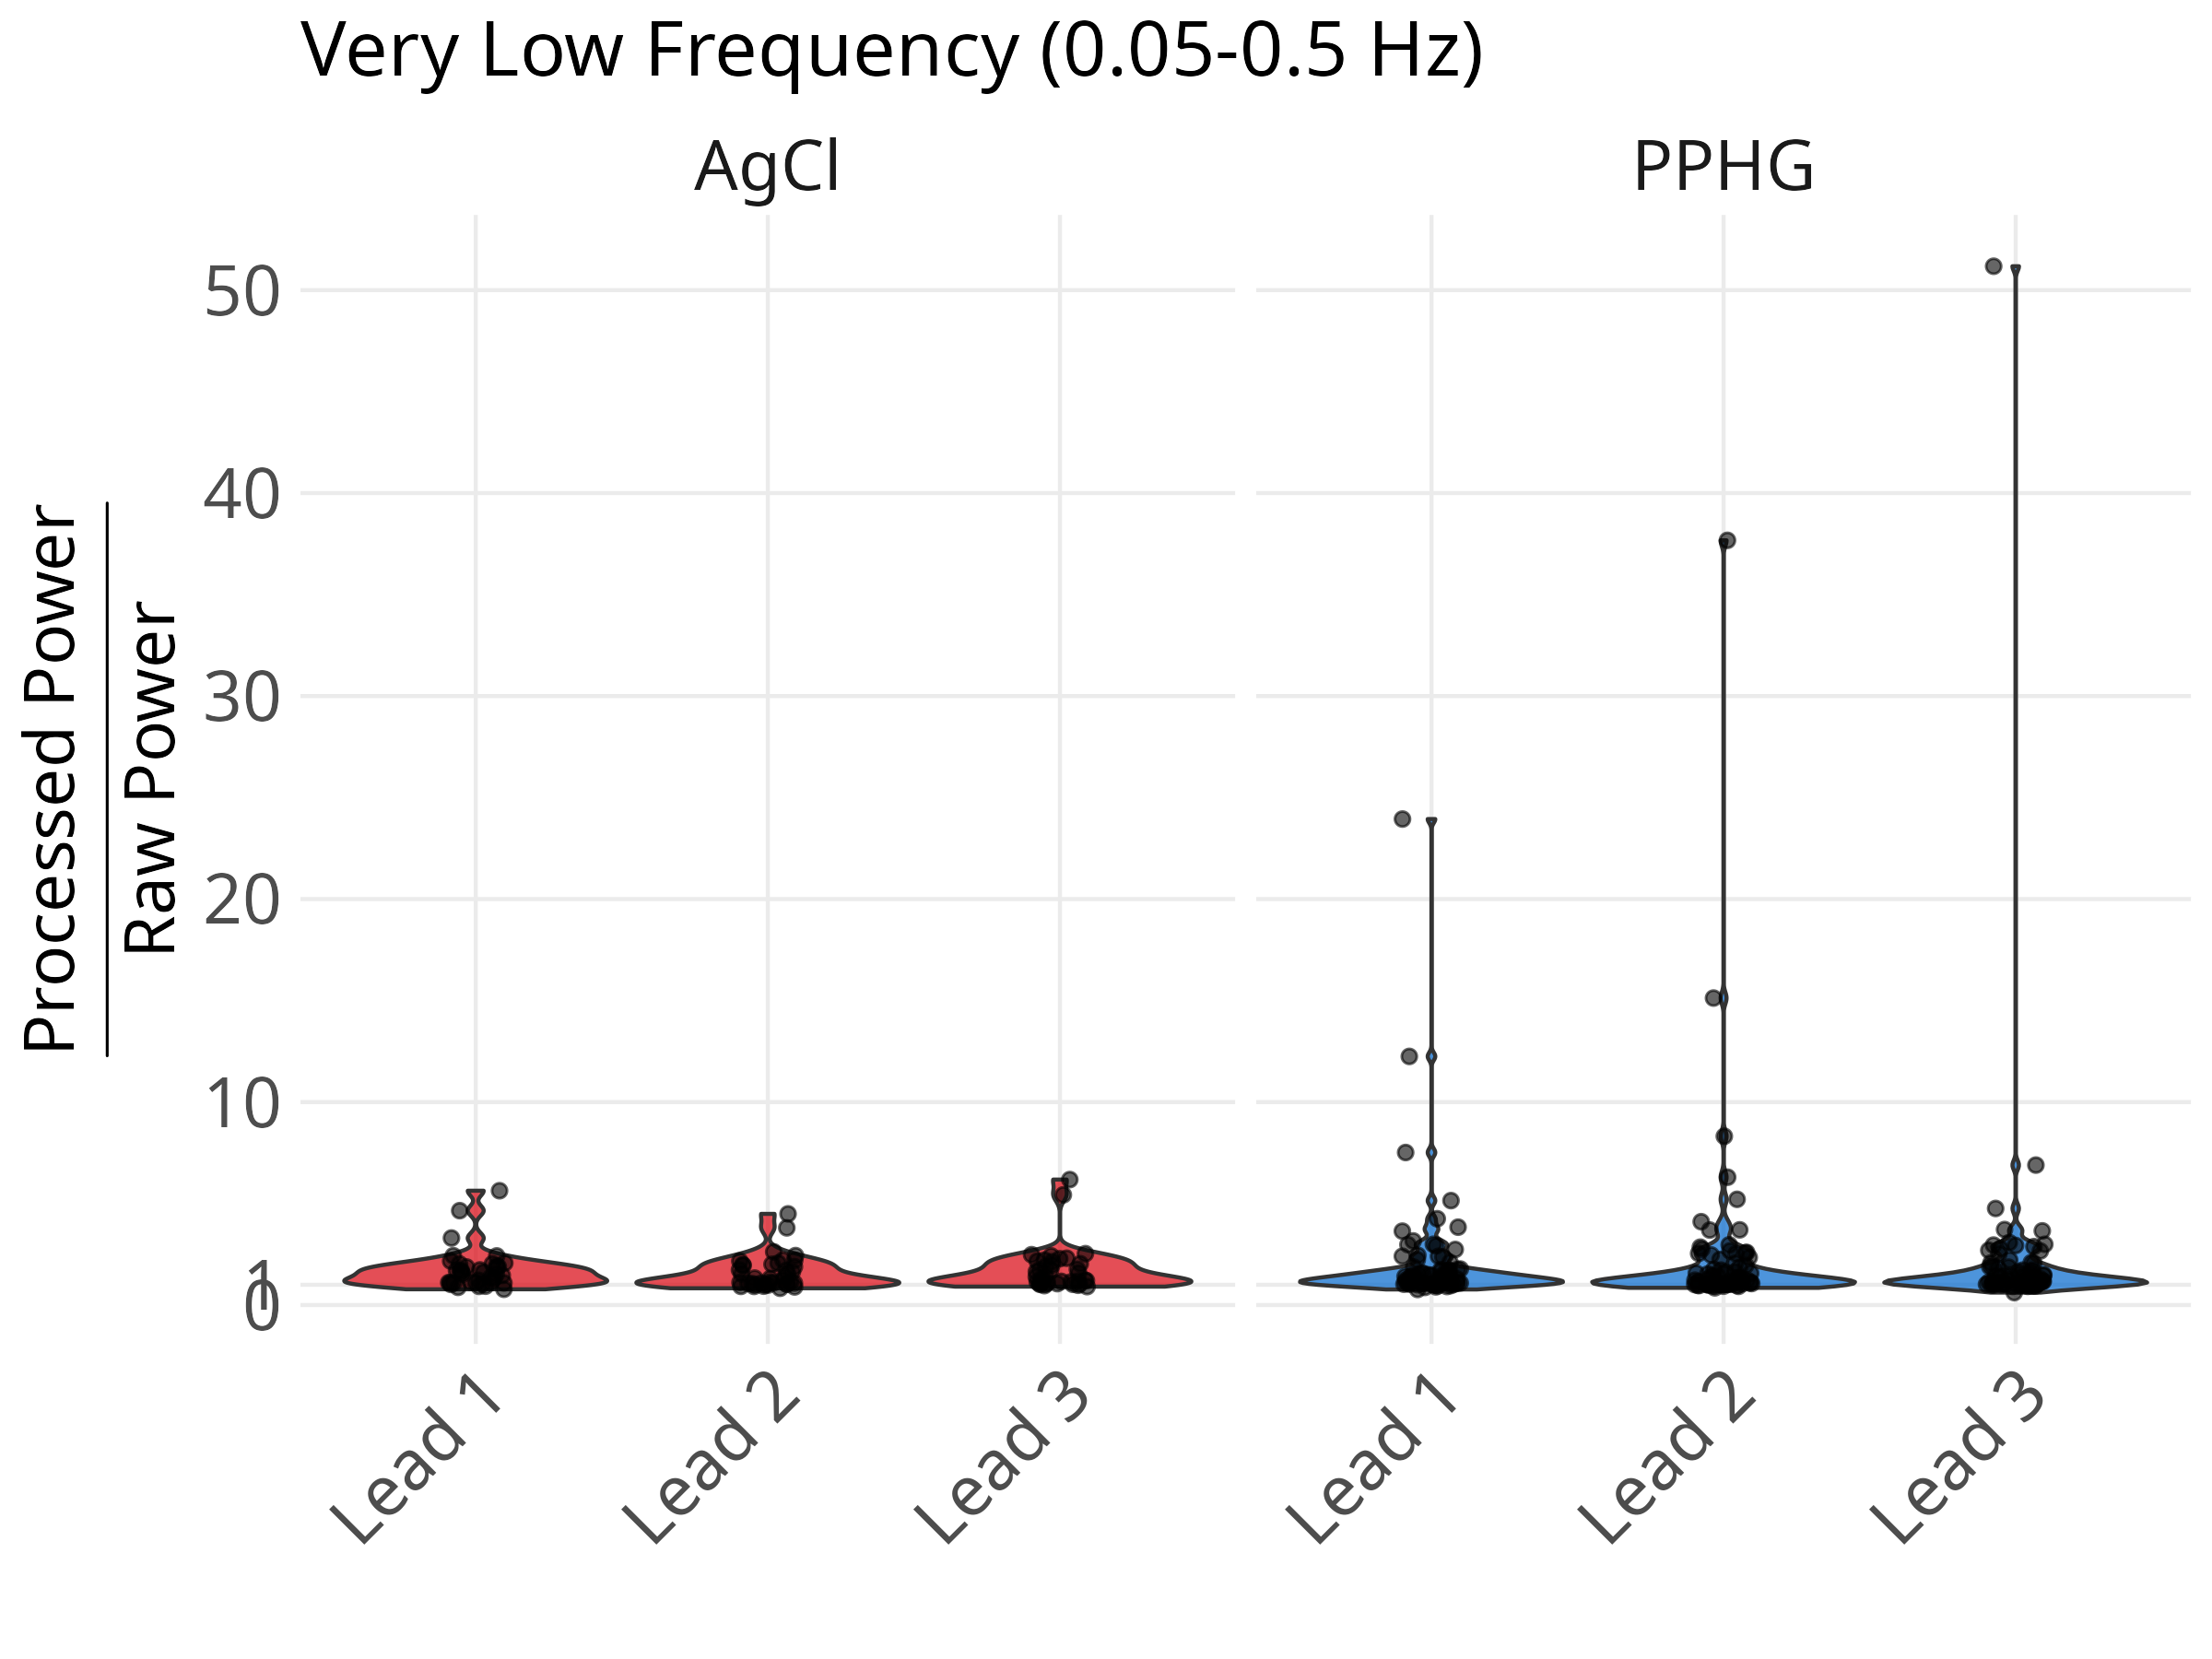 Very Low Frequency (0.05-0.5 Hz)
AgCl
PPHG
Processed Power
Raw Power
50
40
30
20
10
1
0
Lead 1
Lead 2
Lead 3
Lead 1
Lead 2
Lead 3